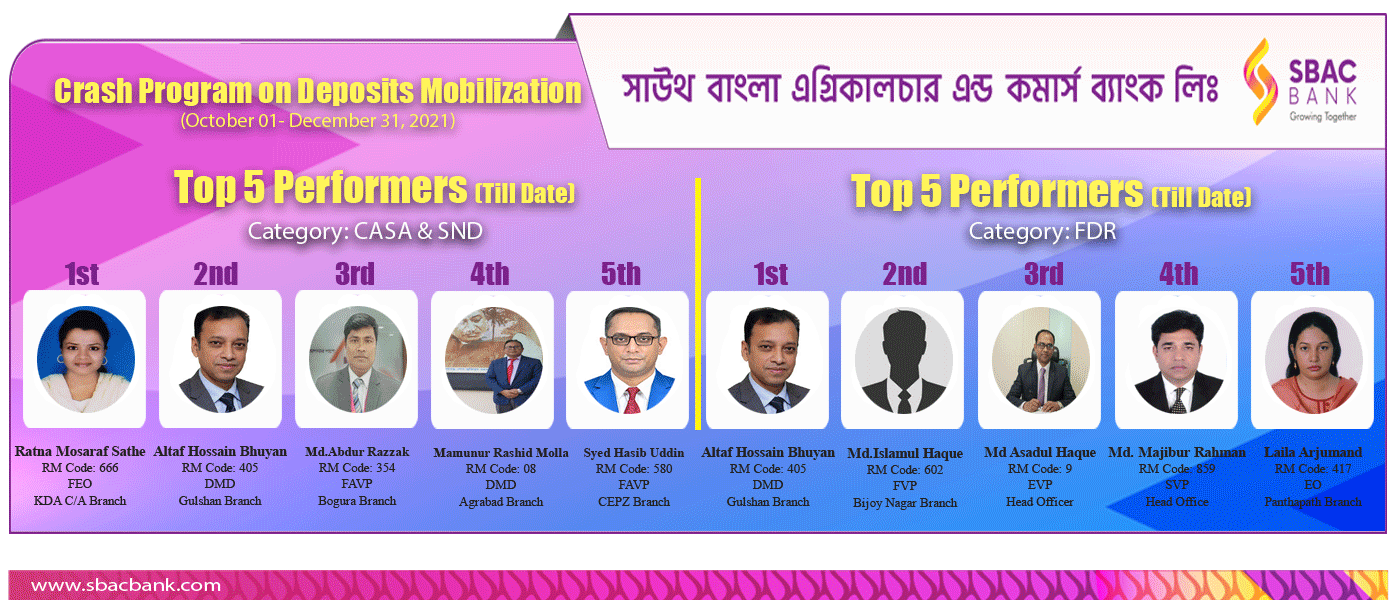 Crash Program on Deposits Mobilization
(October 01- December 31, 2021)
সাউথ বাংলা এগ্রিকালচার এন্ড কমার্স ব্যাংক লিঃ
SBAC
BANK
Growing Together
Top 5 Performers (Till Date)
Category: CASA & SND
1st 2nd 3rd 4th 5th
Ratna Mosaraf Sathe
RM Code: 666
FEO
KDA C/A Branch
Altaf Hossain Bhuyan
RM Code: 405
DMD
Gulshan Branch
Md.Abdur Razzak
RM Code: 354
FAVP
Bogura Branch
Mamunur Rashid Molla
RM Code: 08
DMD
Agrabad Branch
Syed Hasib Uddin
RM Code: 580
FAVP
CEPZ Branch
Top 5 Performers (Till Date)
Category: FDR
1st 2nd 3rd 4th 5th
Altaf Hossain Bhuyan
RM Code: 405
DMD
Gulshan Branch
Md.Islamul Haque
RM Code: 602
FVP
Bijoy Nagar Branch
Md Asadul Haque
RM Code: 9
EVP
Head Officer
Md. Majibur Rahman
RM Code: 859
SVP
Head Office
Laila Arjumand
RM Code: 417
EO
Panthapath Branch
www.sbacbank.com